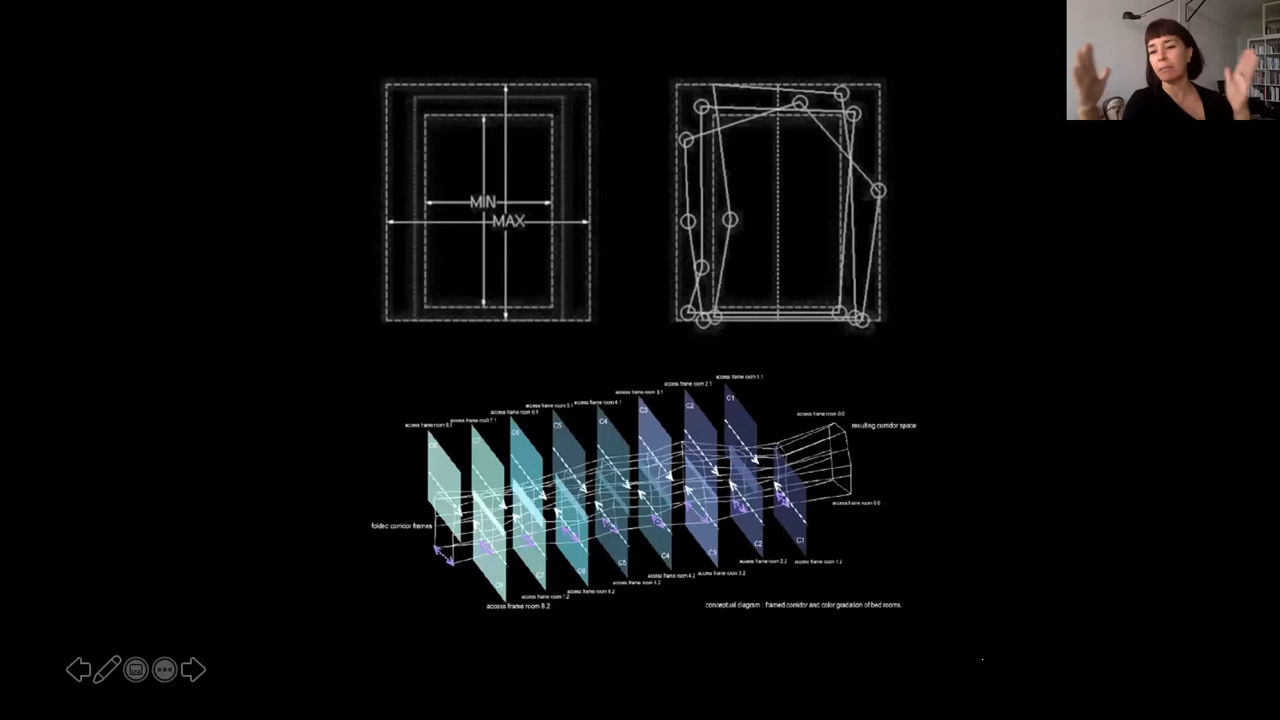 MIN
MAX
access frame room 1.1
access frame room 2.1
access frame room 3.1
access frame room 4.1
access frame room 5.1
access frame room 6.1
access frame room 7.1
access frame room 8.1
access frame room 0.0
resulting corridor space
C1
C2
C3
C4
C5
C6
C7
folded corridor frames
access frame room 0.0
C1
C2
C3
C4
C5
C6
C7
access frame room 1.2
access frame room 2.2
access frame room 3.2
access frame room 4.2
access frame room 8.2
conceptual diagram : framed corridor and color gradation of bed rooms.